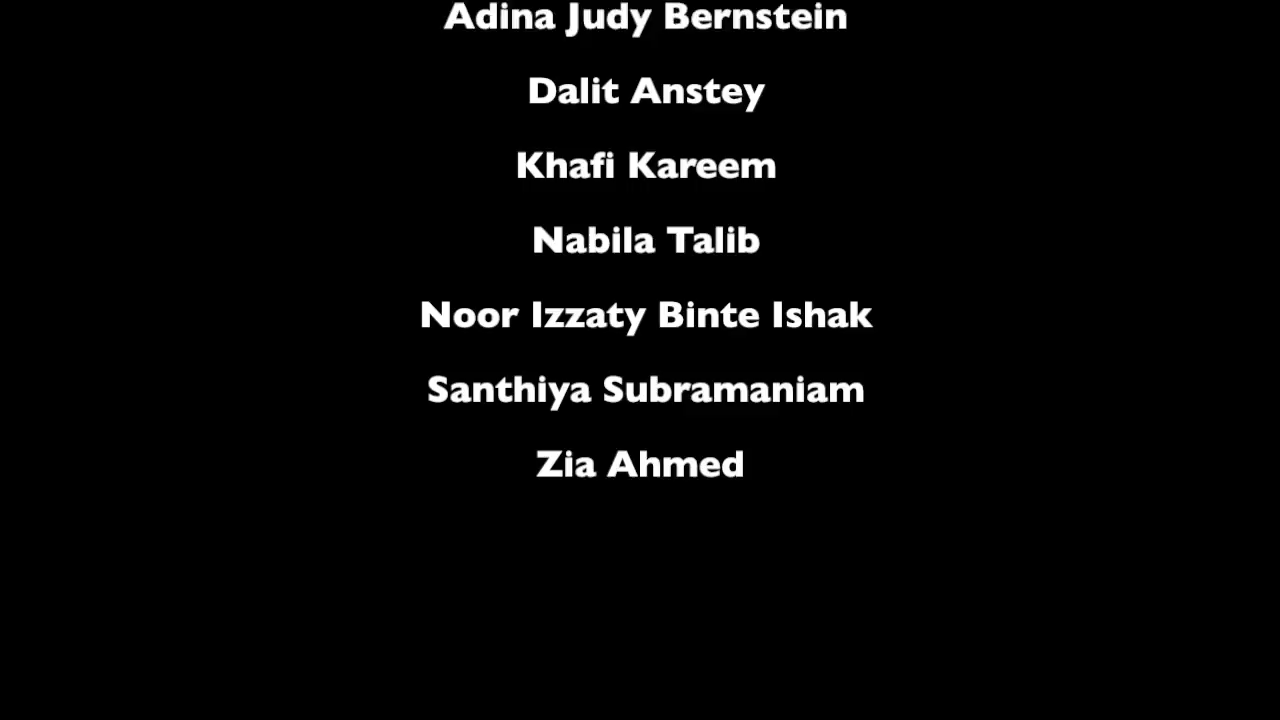 Adina Judy Bernstein
Dalit Anstey
Khafi Kareem
Nabila Talib
Noor Izzaty Binte Ishak
Santhiya Subramaniam
Zia Ahmed